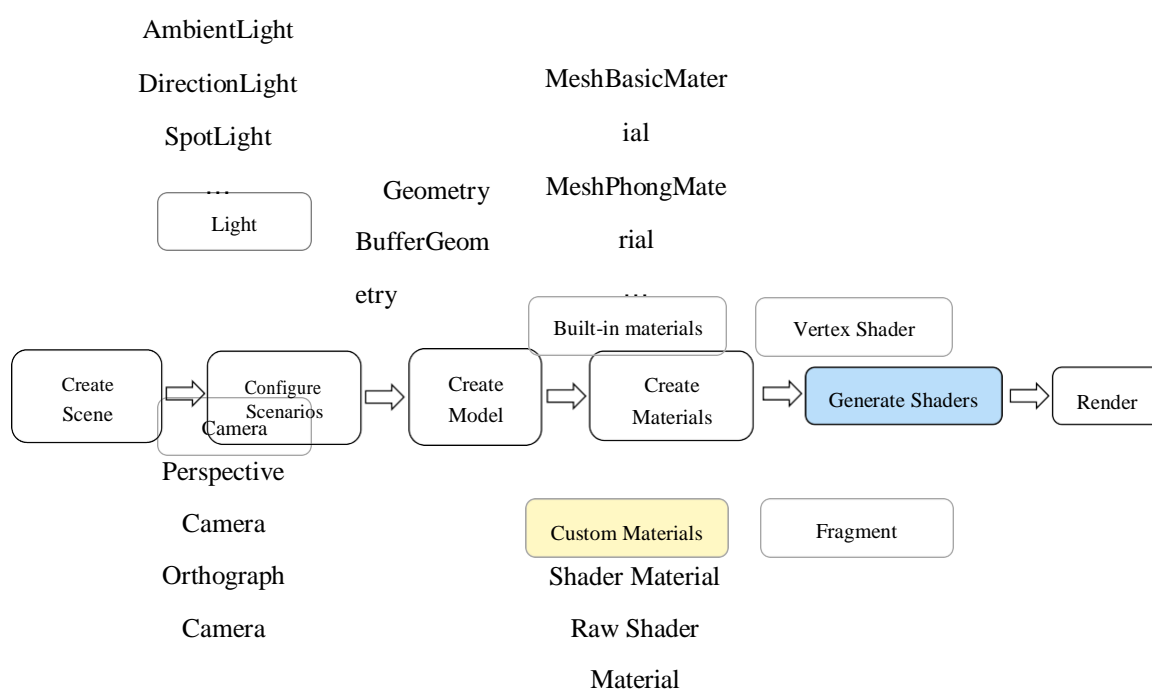 AmbientLight
DirectionLight
SpotLight
…
Light
Geometry
BufferGeom
etry
MeshBasicMater
ial
MeshPhongMate
rial
…
Built-in materials
Vertex Shader
Create
Scene
Configure
Scenarios
Camera
Create
Model
Create
Materials
Generate Shaders
Render
Perspective
Camera
Orthograph
Camera
Custom Materials
Shader Material
Raw Shader
Material
Fragment